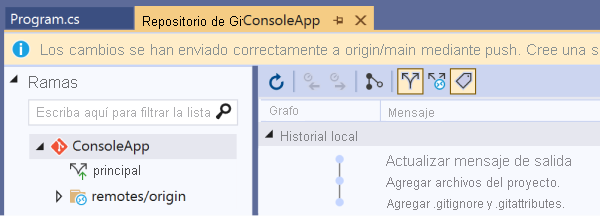 Program.cs
Repositorio de GiConsoleApp
Los cambios se han enviado correctamente a origin/main mediante push. Cree una s
Ramas
Escriba aquí para filtrar la lista
ConsoleApp
principal
remotes/origin
Grafo
Mensaje
Historial local
Actualizar mensaje de salida
Agregar archivos del proyecto.
Agregar .gitignore y .gitattributes.